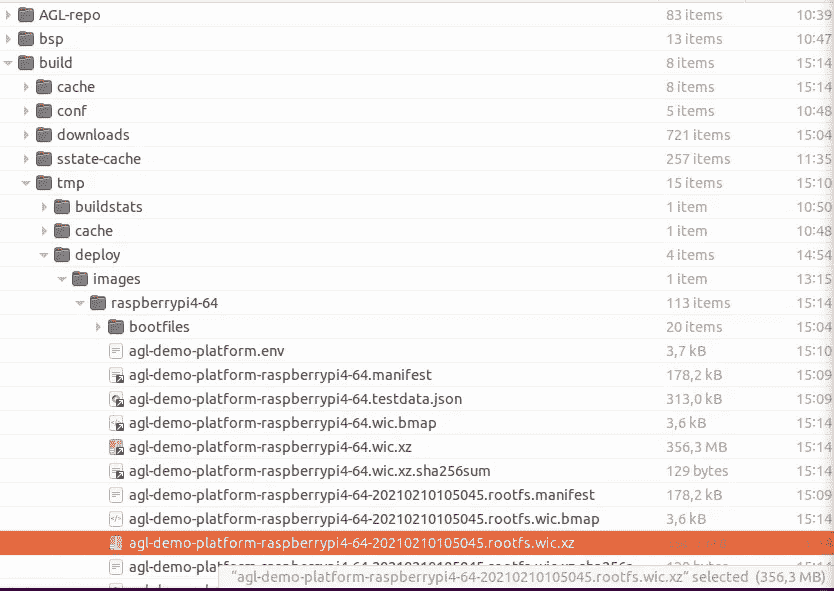 AGL-repo 83 items 10:39
bsp 13 items 10:47
build 8 items 15:14
cache 8 items 15:14
conf 5 items 10:48
downloads 721 items 15:04
sstate-cache 257 items 11:35
tmp 15 items 15:10
buildstats 1 item 10:50
cache 1 item 10:48
deploy 4 items 14:54
images 1 item 13:15
raspberrypi4-64 113 items 15:14
bootfiles 20 items 15:04
agl-demo-platform.env 3,7 kB 15:10
agl-demo-platform-raspberrypi4-64.manifest 178,2 kB 15:09
agl-demo-platform-raspberrypi4-64.testdata.json 313,0 kB 15:09
agl-demo-platform-raspberrypi4-64.wic.bmap 3,6 kB 15:14
agl-demo-platform-raspberrypi4-64.wic.xz 356,3 MB 15:14
agl-demo-platform-raspberrypi4-64.wic.xz.sha256sum 129 bytes 15:14
agl-demo-platform-raspberrypi4-64-20210210105045.rootfs.manifest 178,2 kB 15:09
agl-demo-platform-raspberrypi4-64-20210210105045.rootfs.wic.bmap 3,6 kB 15:14
agl-demo-platform-raspberrypi4-64-20210210105045.rootfs.wic.xz
"agl-demo-platform-raspberrypi4-64-20210210105045.rootfs.wic.xz" selected (356,3 MB)